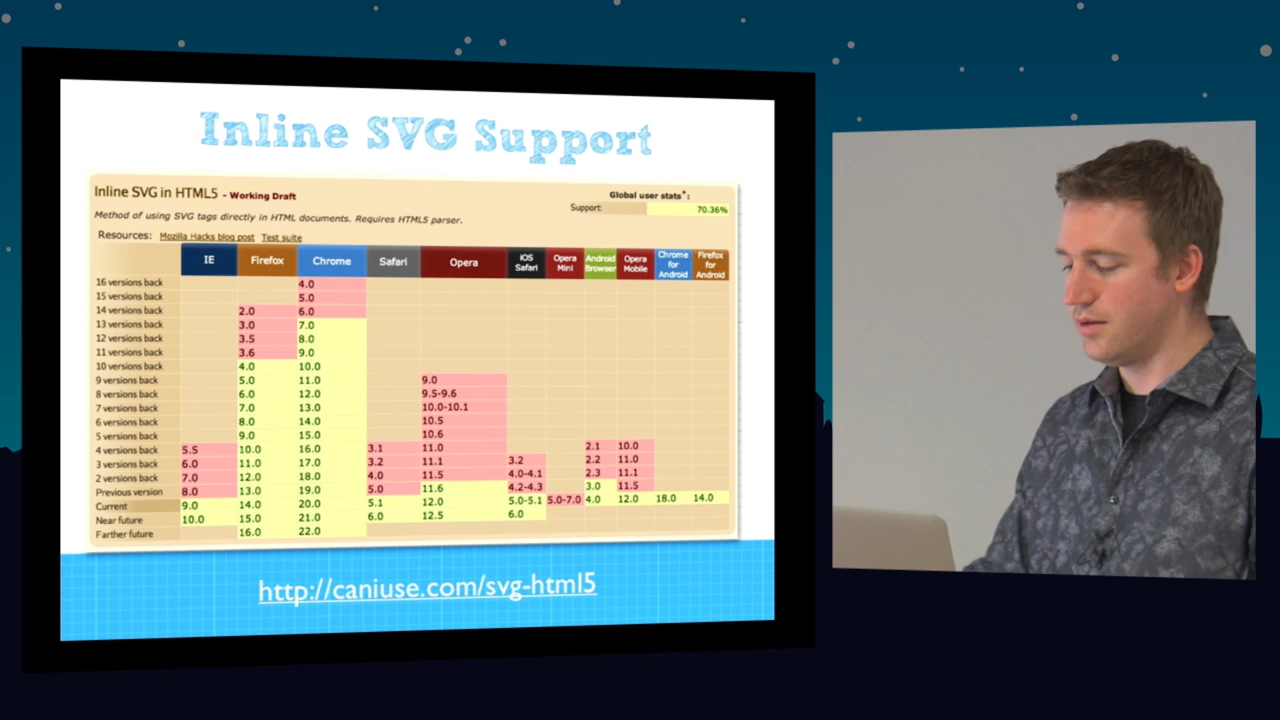 Inline SVG Support
Inline SVG in HTML5 - Working Draft
Global user stats*:
Support: 70.36%
Method of using SVG tags directly in HTML documents. Requires HTML5 parser.
Resources: Mozilla Hacks blog post Test suite
IE Firefox Chrome Safari Opera iOS Safari Opera Mini Android Browser Opera Mobile Chrome for Android Firefox for Android
16 versions back 4.0
15 versions back 5.0
14 versions back 2.0 6.0
13 versions back 3.0 7.0
12 versions back 3.5 8.0
11 versions back 3.6 9.0
10 versions back 4.0 10.0
9 versions back 5.0 11.0 9.0
8 versions back 6.0 12.0 9.5-9.6
7 versions back 7.0 13.0 10.0-10.1
6 versions back 8.0 14.0 10.5
5 versions back 9.0 15.0 10.6
4 versions back 5.5 10.0 16.0 3.1 11.0 2.1 10.0
3 versions back 6.0 11.0 17.0 3.2 11.1 3.2 2.2 11.0
2 versions back 7.0 12.0 18.0 4.0 11.5 4.0-4.1 2.3 11.1
Previous version 8.0 13.0 19.0 5.0 11.6 4.2-4.3 3.0 11.5
Current 9.0 14.0 20.0 5.1 12.0 5.0-5.1 5.0-7.0 4.0 12.0 18.0 14.0
Near future 10.0 15.0 21.0 6.0 12.5 6.0
Farther future 16.0 22.0
http://caniuse.com/svg-html5